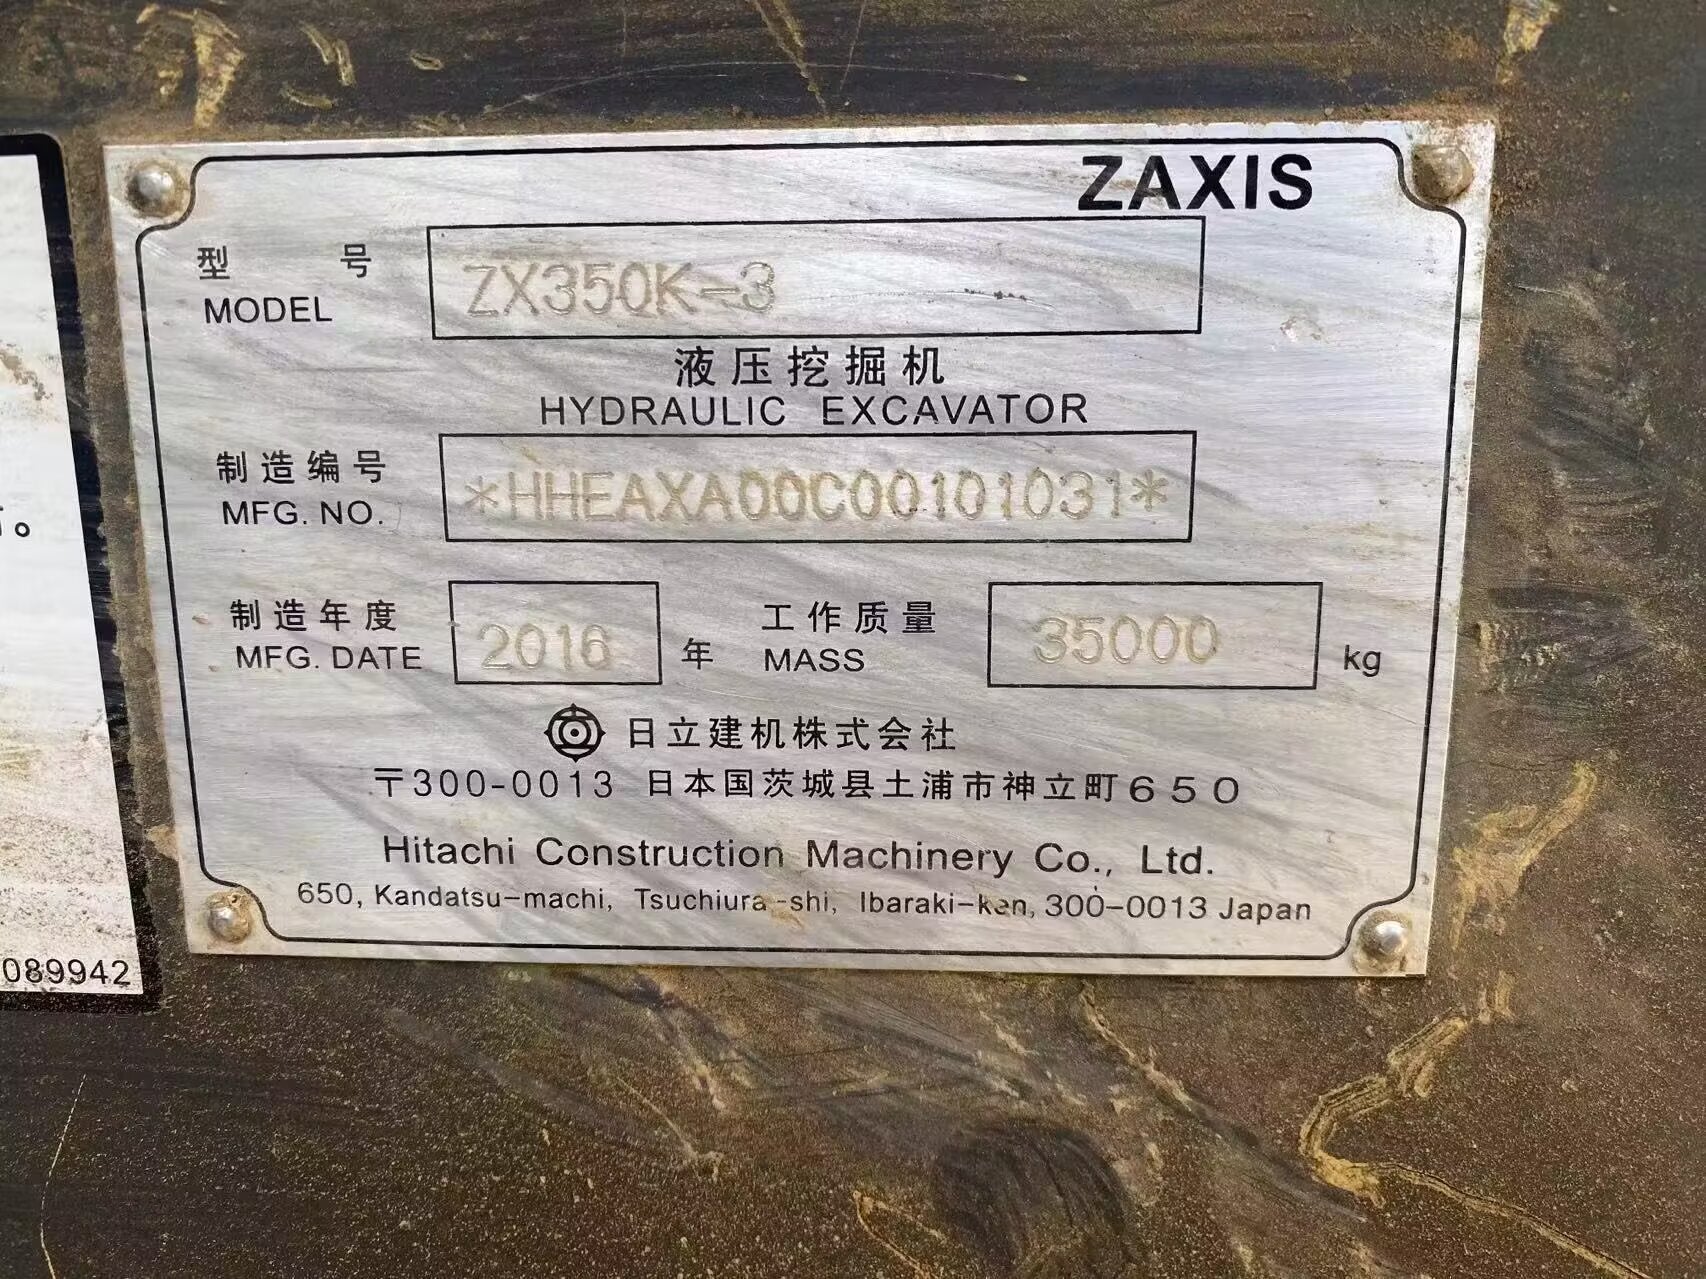 ZAXIS
型 号
MODEL
ZX350K-3
液压挖掘机
HYDRAULIC EXCAVATOR
制造编号
MFG. NO.
*HHEAXA00C00101031*
制造年度
MFG. DATE
2016
年
工作质量
MASS
35000
kg
日立建机株式会社
〒300-0013 日本国茨城县土浦市神立町650
Hitachi Construction Machinery Co., Ltd.
650, Kandatsu-machi, Tsuchiura-shi, Ibaraki-ken, 300-0013 Japan
089942